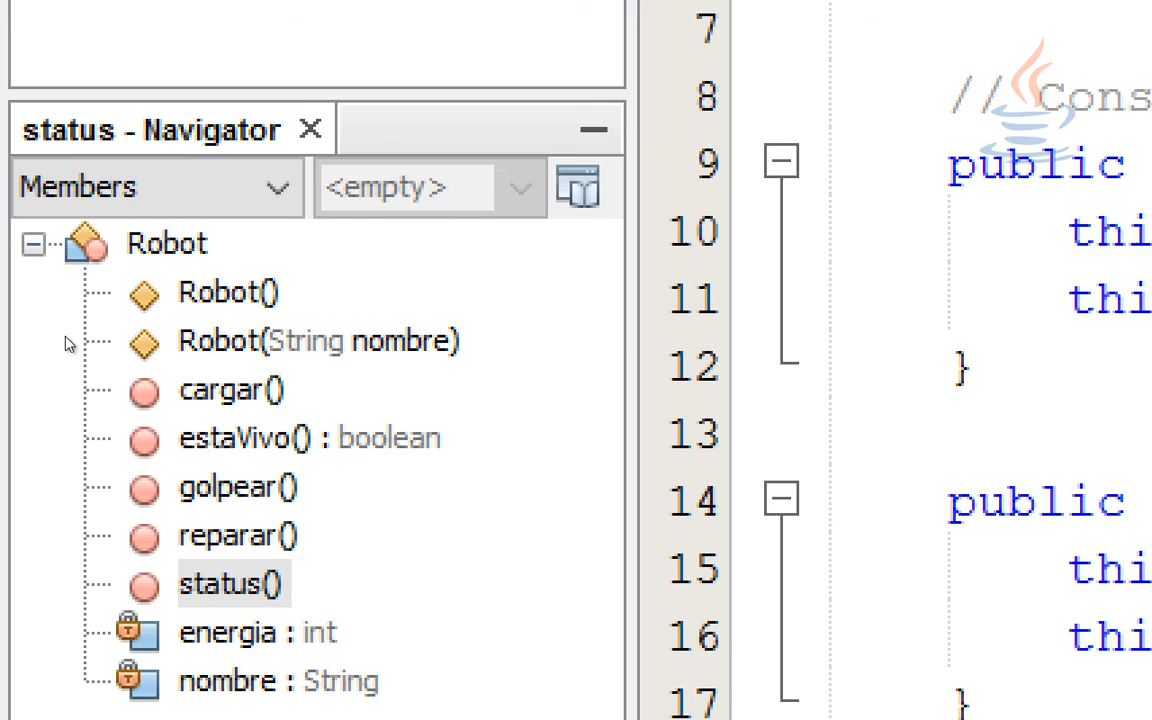 status - Navigator
Members
<empty>
Robot
Robot()
Robot(String nombre)
cargar()
estaVivo() : boolean
golpear()
reparar()
status()
energia : int
nombre : String
7
8 // Cons
9 public
10 thi
11 thi
12 }
13
14 public
15 thi
16 thi
17 }